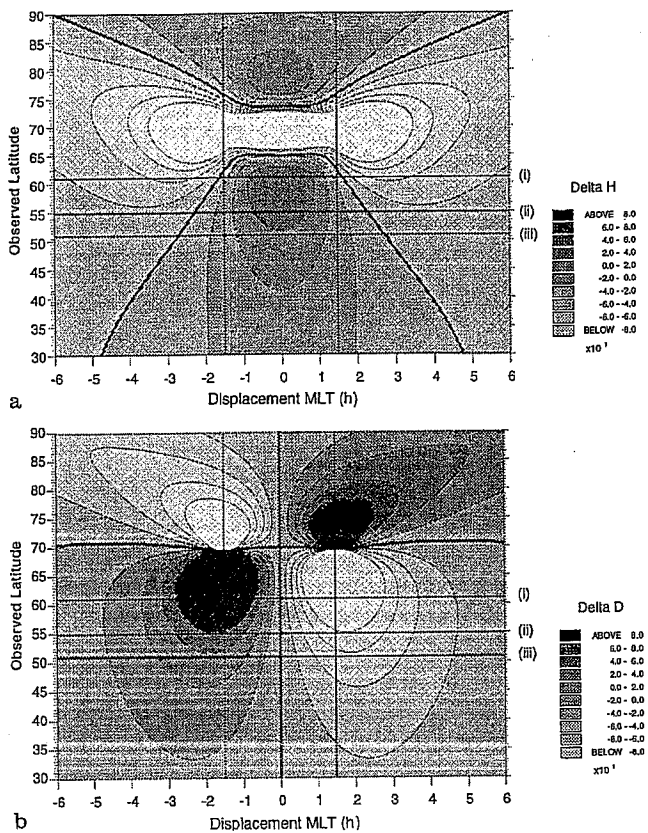 90
85
80
75
70
65
60
55
50
45
40
35
30
Observed Latitude
(i)
(ii)
(iii)
-6 -5 -4 -3 -2 -1 0 1 2 3 4 5 6
Displacement MLT (h)
a
Delta H
ABOVE 8.0
6.0 - 8.0
4.0 - 6.0
2.0 - 4.0
0.0 - 2.0
-2.0 - 0.0
-4.0 - -2.0
-6.0 - -4.0
-8.0 - -6.0
BELOW -8.0
x10 1
90
85
80
75
70
65
60
55
50
45
40
35
30
Observed Latitude
(i)
(ii)
(iii)
-6 -5 -4 -3 -2 -1 0 1 2 3 4 5 6
Displacement MLT (h)
b
Delta D
ABOVE 8.0
6.0 - 8.0
4.0 - 6.0
2.0 - 4.0
0.0 - 2.0
-2.0 - 0.0
-4.0 - -2.0
-6.0 - -4.0
-8.0 - -6.0
BELOW -8.0
x10 1